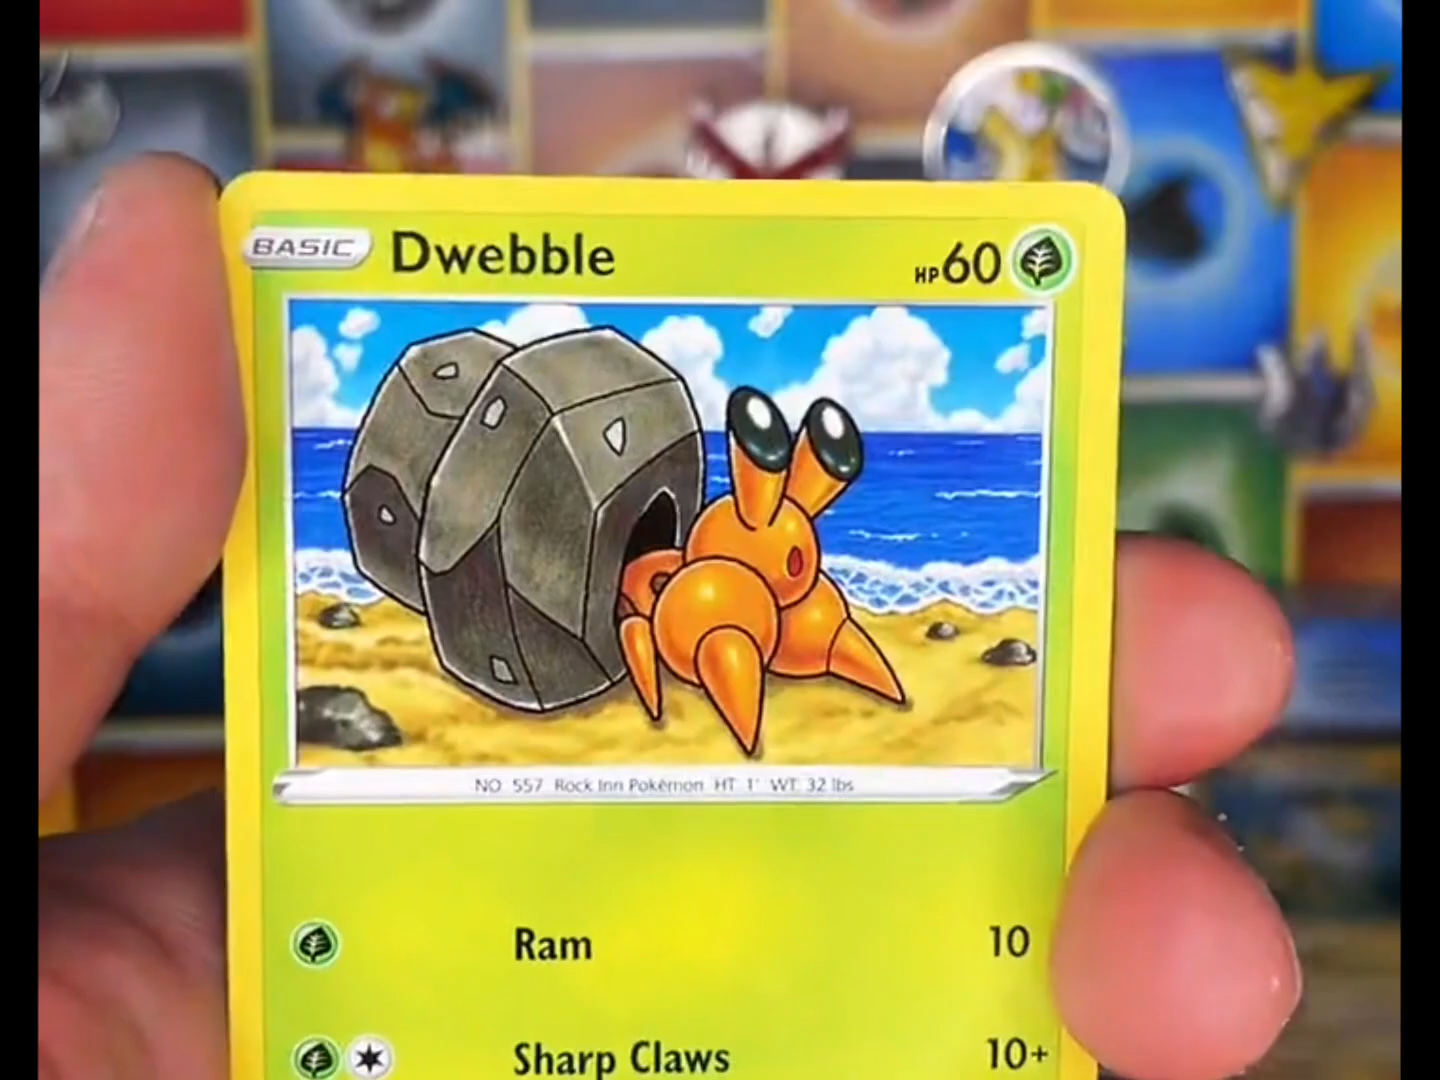 BASIC Dwebble HP60
NO. 557 Rock Inn Pokémon HT 1' WT. 32 lbs
Ram 10
Sharp Claws 10+